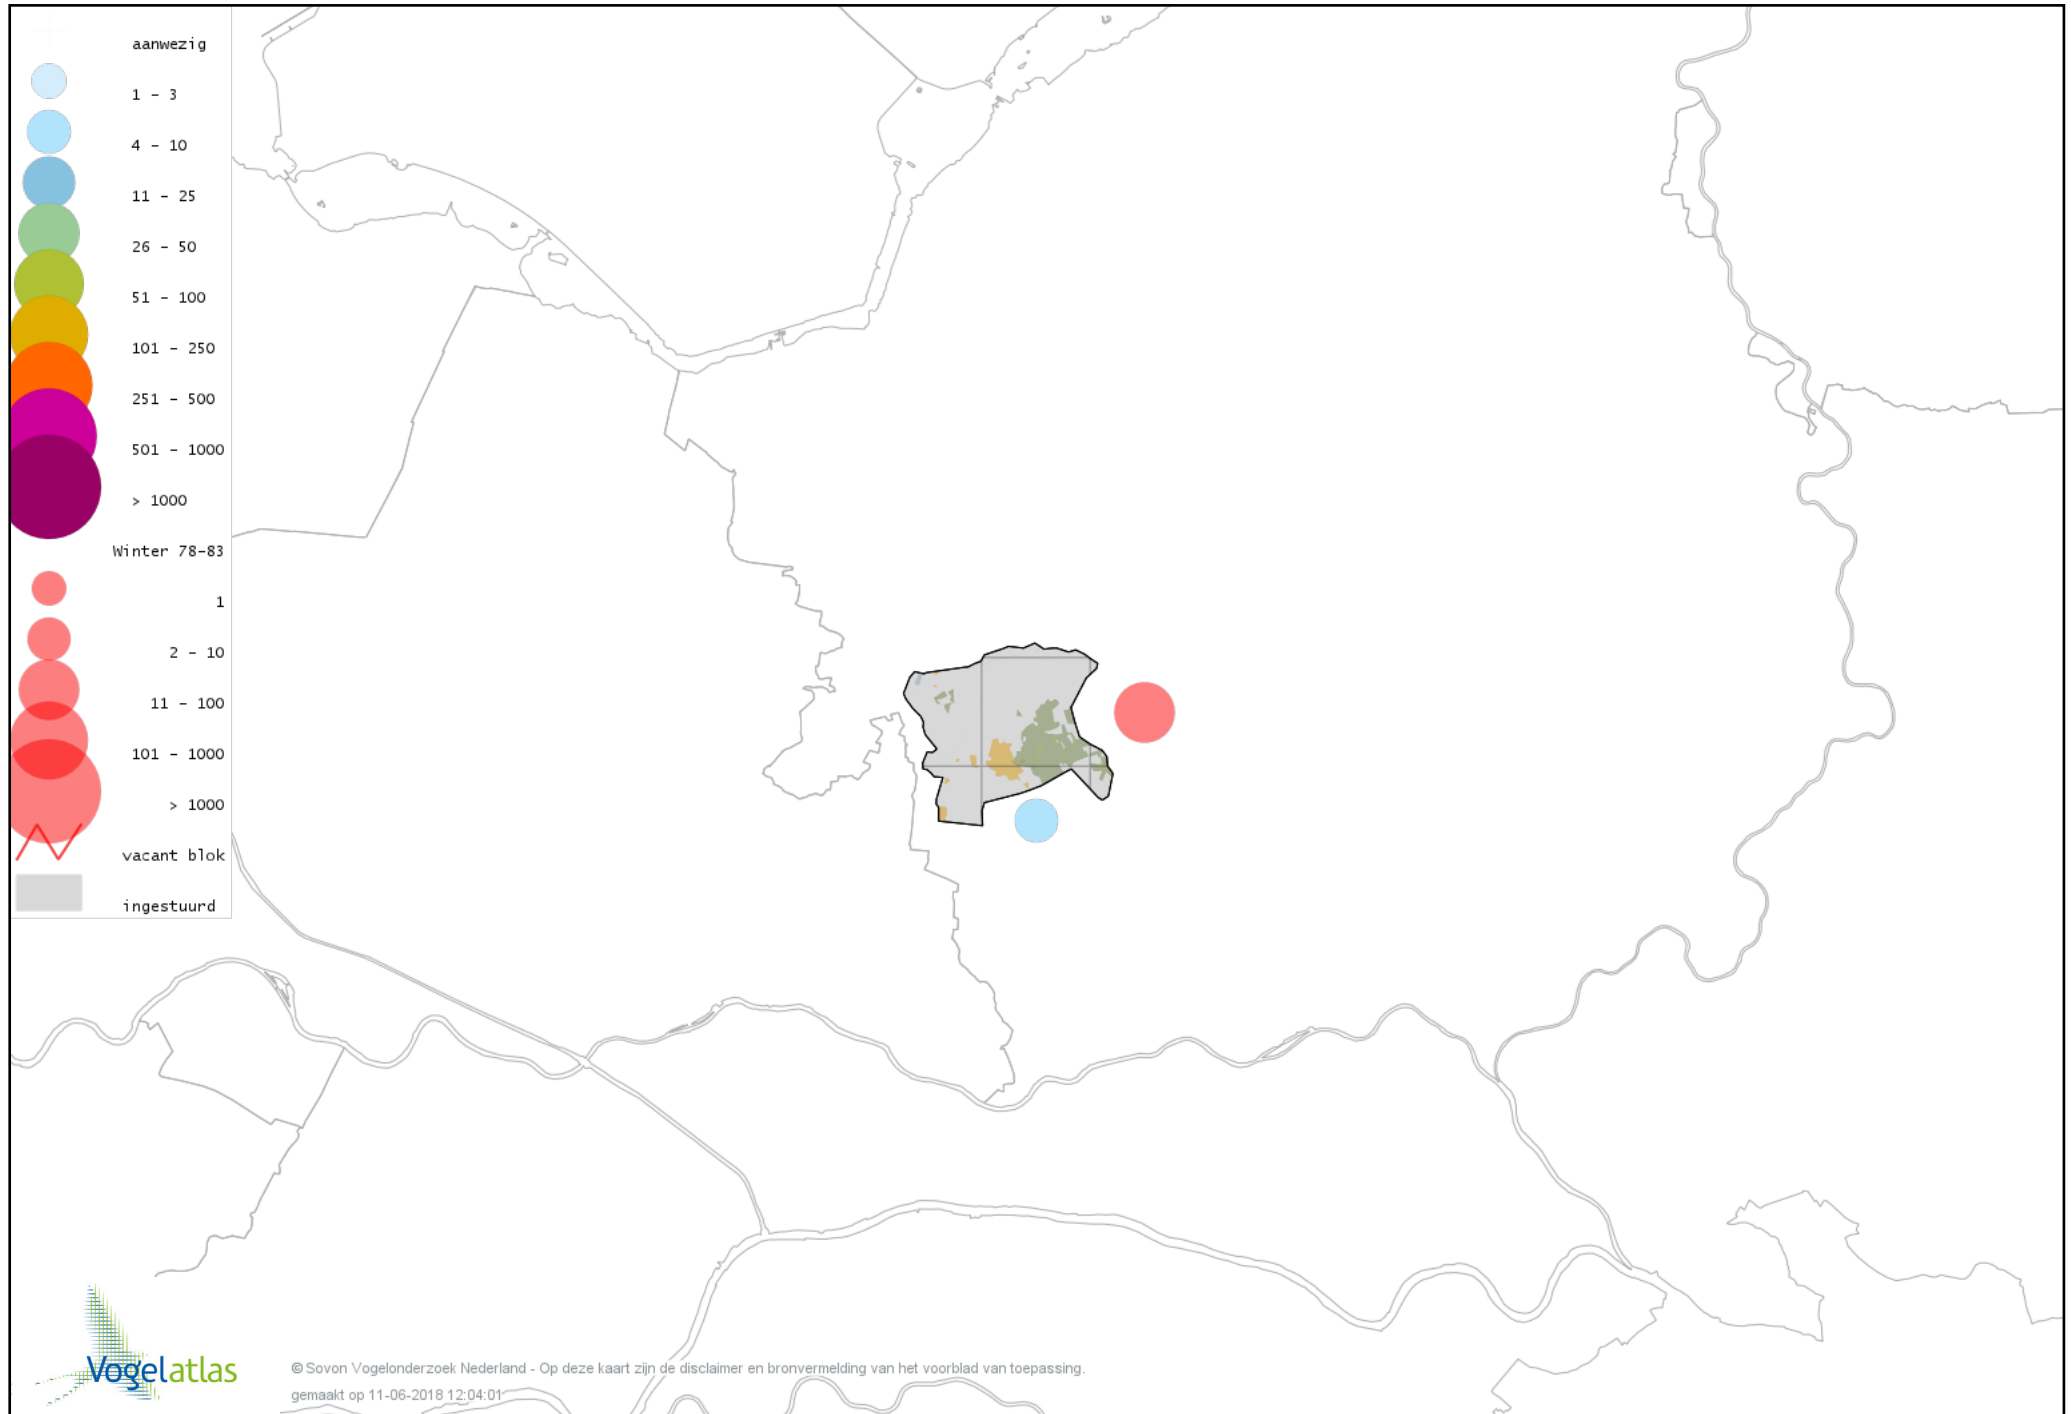 aanwezig
1 - 3
4 - 10
11 - 25
26 - 50
51 - 100
101 - 250
251 - 500
501 - 1000
> 1000
Winter 78-83
1
2 - 10
11 - 100
101 - 1000
> 1000
vacant blok
ingestuurd
Vogelatlas
© Sovon Vogelonderzoek Nederland - Op deze kaart zijn de disclaimer en bronvermelding van het voorblad van toepassing.
gemaakt op 11-06-2018 12:04:01